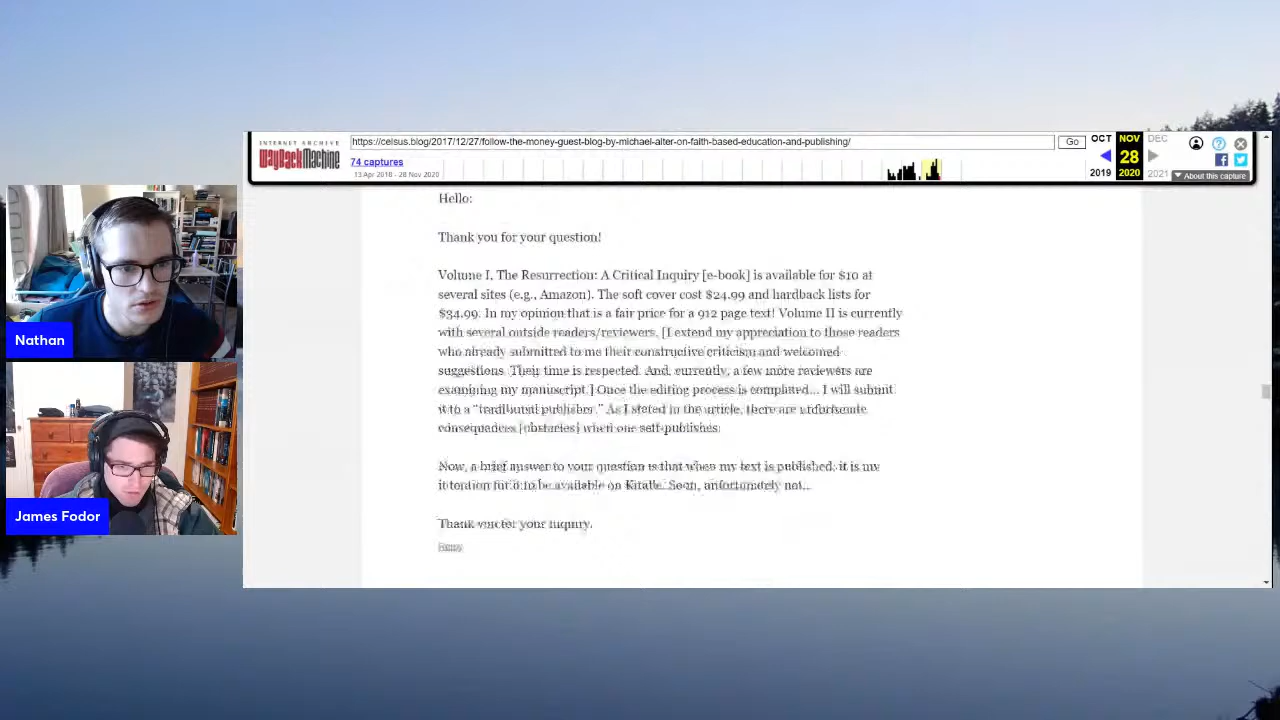 INTERNET ARCHIVE
WayBackMachine
https://celsus.blog/2017/12/27/follow-the-money-guest-blog-by-michael-alter-on-faith-based-education-and-publishing/
Go
OCT
NOV
DEC
74 captures
28
13 Apr 2018 - 28 Nov 2020
2019
2020
2021
About this capture
Hello:
Thank you for your question!
Volume I, The Resurrection: A Critical Inquiry [e-book] is available for $10 at
several sites (e.g., Amazon). The soft cover cost $24.99 and hardback lists for
$34.99. In my opinion that is a fair price for a 912 page text! Volume II is currently
with several outside readers/reviewers. [I extend my appreciation to those readers
who already submitted to me their constructive criticism and welcomed
suggestions. Their time is respected. And, currently, a few more reviewers are
examining my manuscript.] Once the editing process is completed... I will submit
it to a "traditional publisher." As I stated in the article, there are unfortunate
consequences [obstacles] when one self-publishes.
Now, a brief answer to your question is that when my text is published, it is my
intention for it to be available on Kindle. Soon, unfortunately not...
Thank you for your inquiry.
Nathan
James Fodor